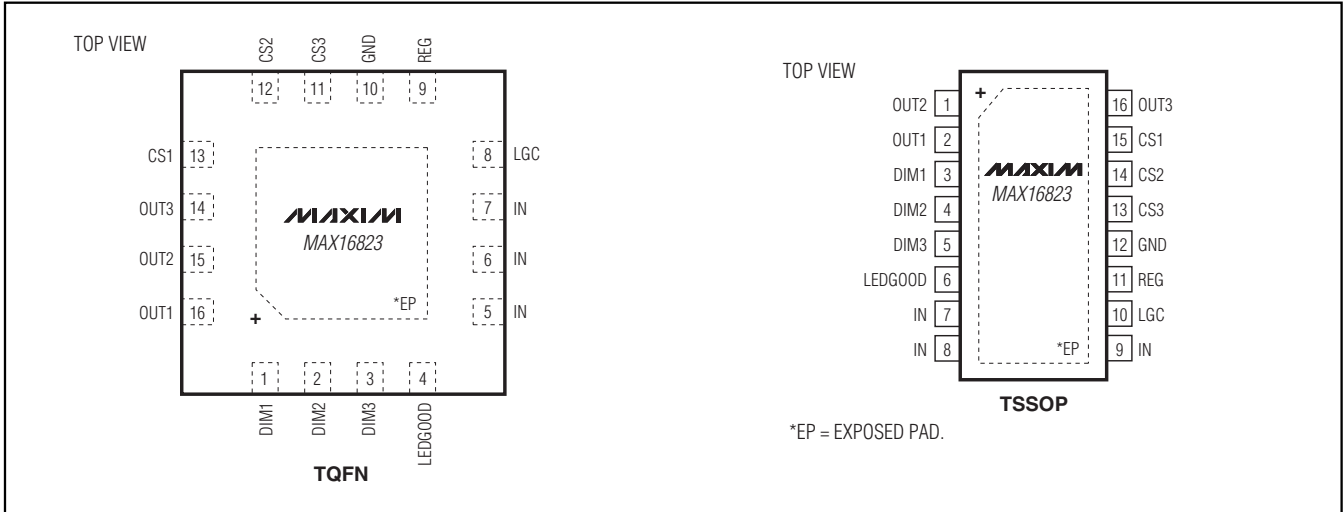 TOP VIEW
CS2 CS3 GND REG
12 11 10 9
CS1 13
OUT3 14
OUT2 15
OUT1 16
8 LGC
7 IN
6 IN
5 IN
MAXIM
MAX16823
*EP
+
1 2 3 4
DIM1 DIM2 DIM3 LEDGOOD
TQFN
TOP VIEW
+
OUT2 1
OUT1 2
DIM1 3
DIM2 4
DIM3 5
LEDGOOD 6
IN 7
IN 8
MAXIM
MAX16823
*EP
16 OUT3
15 CS1
14 CS2
13 CS3
12 GND
11 REG
10 LGC
9 IN
TSSOP
*EP = EXPOSED PAD.